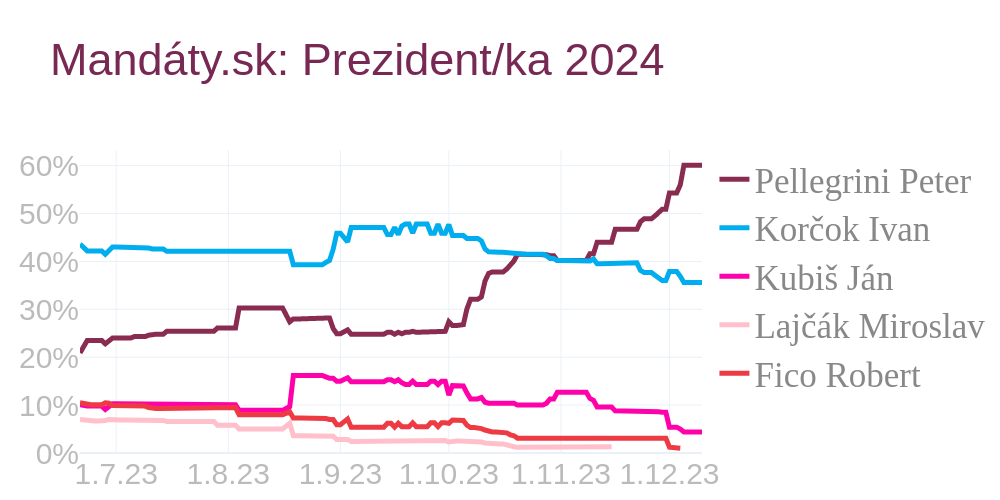 Mandáty.sk: Prezident/ka 2024
60%
50%
40%
30%
20%
10%
0%
1.7.23 1.8.23 1.9.23 1.10.23 1.11.23 1.12.23
Pellegrini Peter
Korčok Ivan
Kubiš Ján
Lajčák Miroslav
Fico Robert